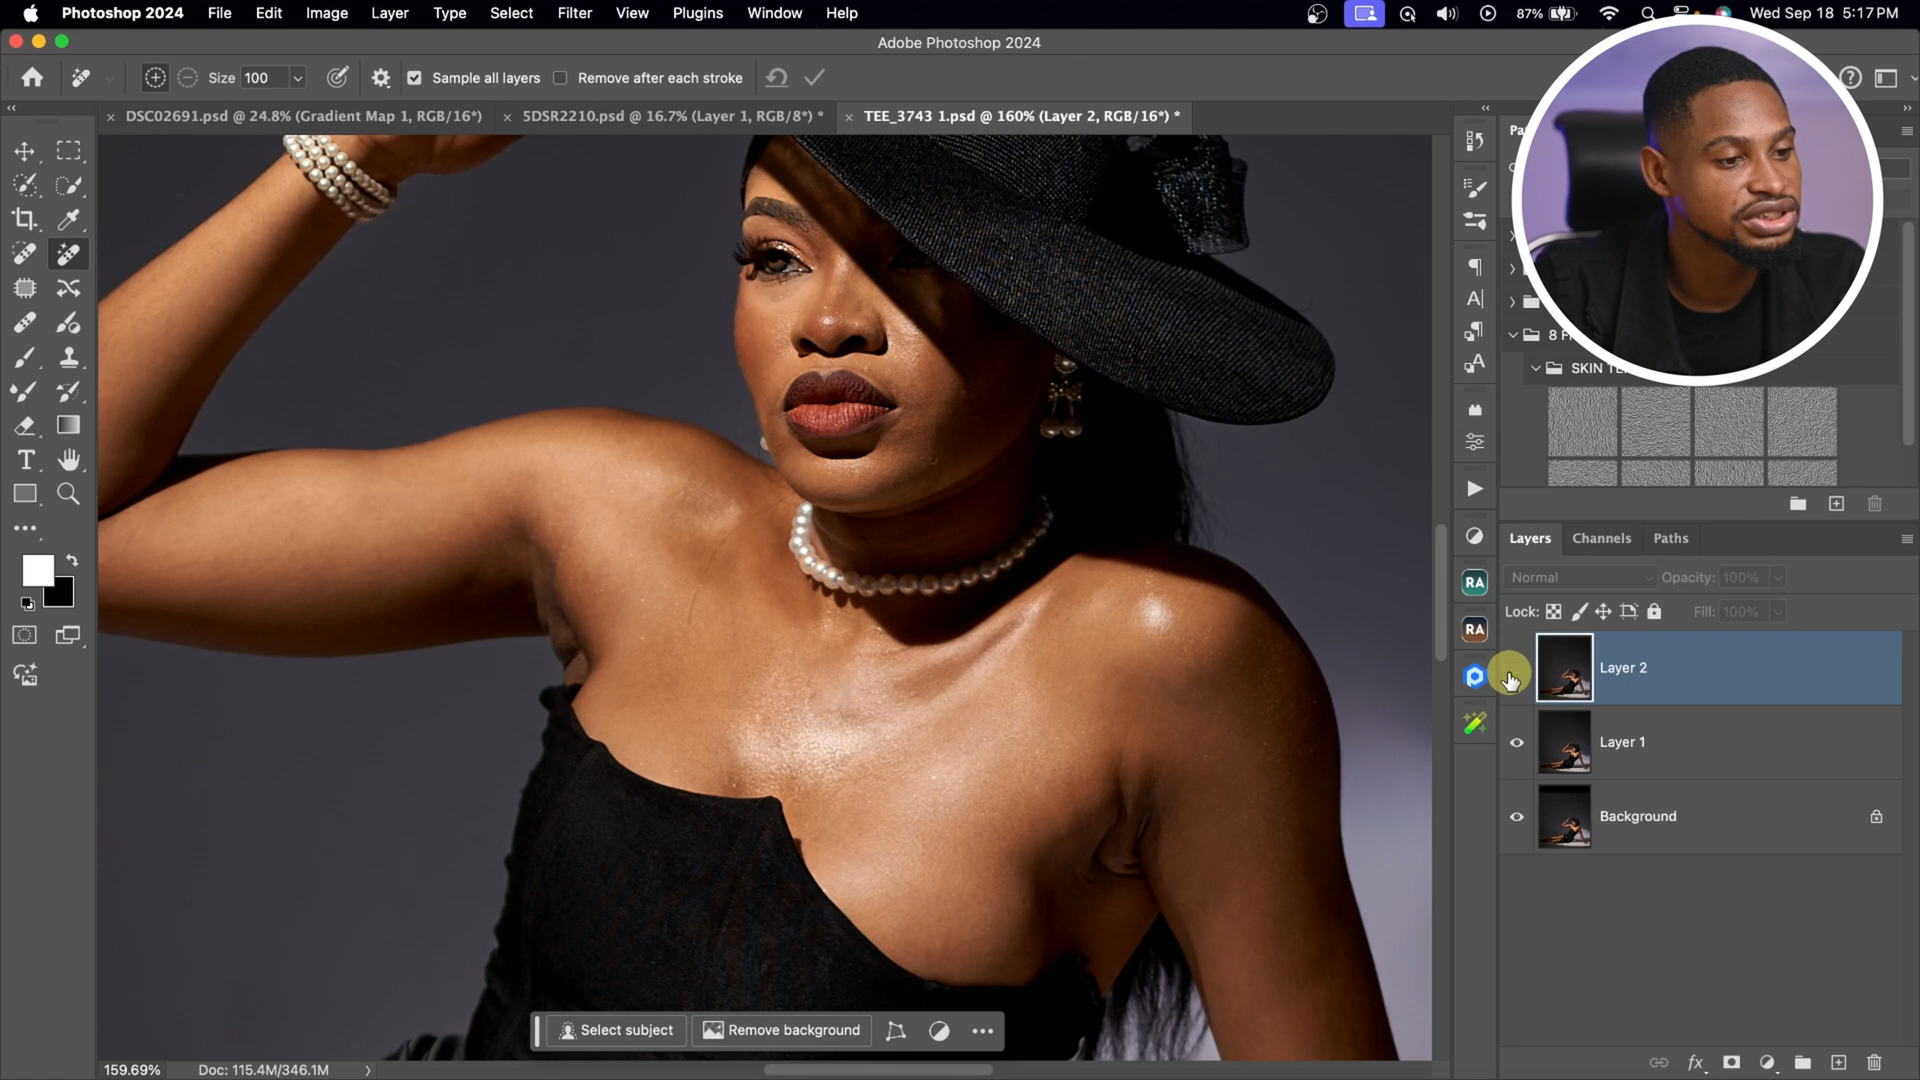 Photoshop 2024 File Edit Image Layer Type Select Filter View Plugins Window Help 87% Wed Sep 18 5:17 PM
Adobe Photoshop 2024
Size 100 Sample all layers Remove after each stroke
× DSC02691.psd @ 24.8% (Gradient Map 1, RGB/16*) × 5DSR2210.psd @ 16.7% (Layer 1, RGB/8*) * × TEE_3743 1.psd @ 160% (Layer 2, RGB/16*) *
SKIN
Layers Channels Paths
Normal Opacity: 100%
Lock: Fill: 100%
RA
RA
Layer 2
Layer 1
Background
Select subject Remove background
159.69% Doc: 115.4M/346.1M